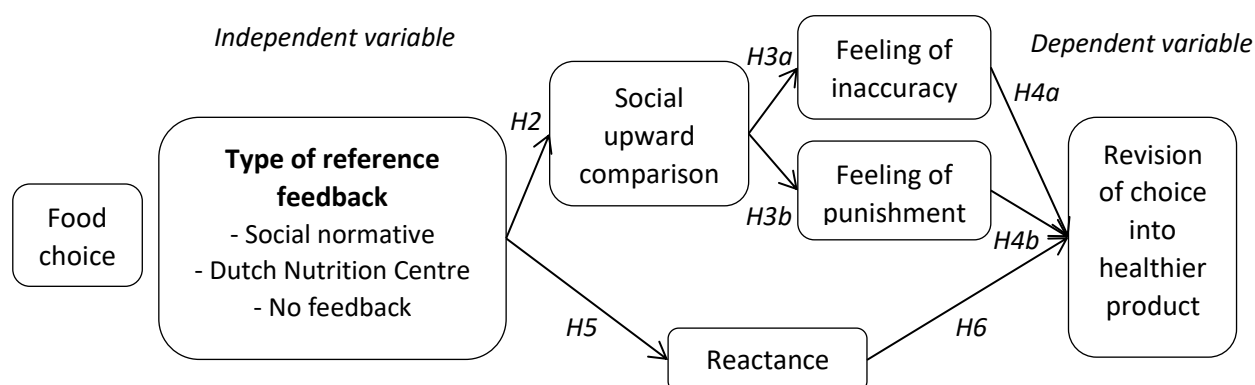 Independent variable
Dependent variable
Food
choice
Type of reference
feedback
- Social normative
- Dutch Nutrition Centre
- No feedback
H2
Social
upward
comparison
H3a
Feeling of
inaccuracy
H3b
Feeling of
punishment
H4a
H4b
H5
Reactance
H6
Revision
of choice
into
healthier
product